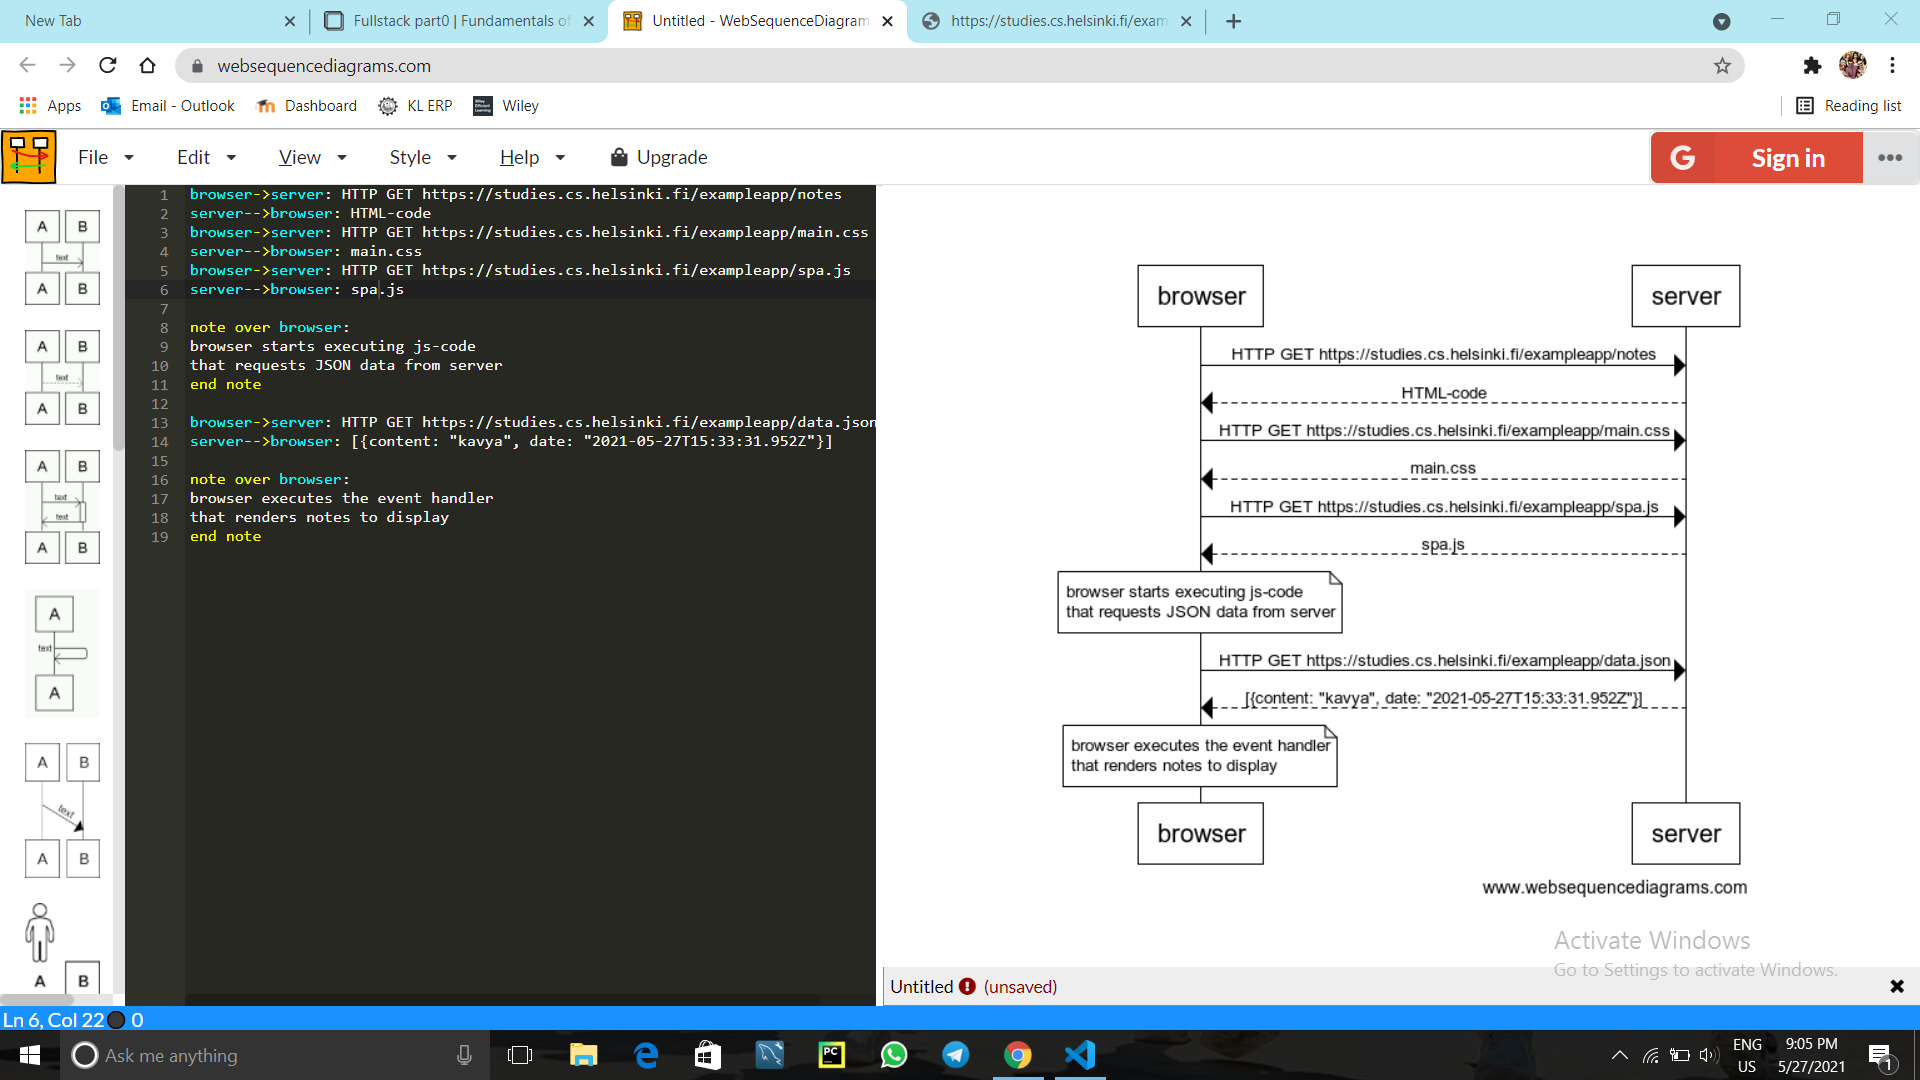 New Tab
Fullstack part0 | Fundamentals of
Untitled - WebSequenceDiagram
https://studies.cs.helsinki.fi/exam
websequencediagrams.com
Apps
Email - Outlook
Dashboard
KL ERP
Wiley
Reading list
File
Edit
View
Style
Help
Upgrade
G
Sign in
A B
text
A B
A B
text
A B
A B
text
text
A B
A
text
A
A B
text
A B
A B
1 browser->server: HTTP GET https://studies.cs.helsinki.fi/exampleapp/notes
2 server-->browser: HTML-code
3 browser->server: HTTP GET https://studies.cs.helsinki.fi/exampleapp/main.css
4 server-->browser: main.css
5 browser->server: HTTP GET https://studies.cs.helsinki.fi/exampleapp/spa.js
6 server-->browser: spa.js
7
8 note over browser:
9 browser starts executing js-code
10 that requests JSON data from server
11 end note
12
13 browser->server: HTTP GET https://studies.cs.helsinki.fi/exampleapp/data.json
14 server-->browser: [{content: "kavya", date: "2021-05-27T15:33:31.952Z"}]
15
16 note over browser:
17 browser executes the event handler
18 that renders notes to display
19 end note
browser server
HTTP GET https://studies.cs.helsinki.fi/exampleapp/notes
HTML-code
HTTP GET https://studies.cs.helsinki.fi/exampleapp/main.css
main.css
HTTP GET https://studies.cs.helsinki.fi/exampleapp/spa.js
spa.js
browser starts executing js-code
that requests JSON data from server
HTTP GET https://studies.cs.helsinki.fi/exampleapp/data.json
[{content: "kavya", date: "2021-05-27T15:33:31.952Z"}]
browser executes the event handler
that renders notes to display
browser server
www.websequencediagrams.com
Activate Windows
Go to Settings to activate Windows.
Untitled (unsaved)
Ln 6, Col 22 0
Ask me anything
PC
ENG
US
9:05 PM
5/27/2021
1